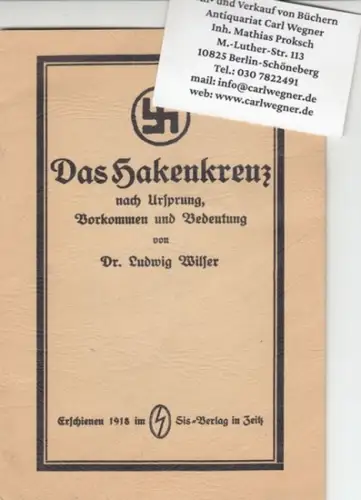 An- und Verkauf von Büchern
Antiquariat Carl Wegner
Inh. Mathias Proksch
M.-Luther-Str. 113
10825 Berlin-Schöneberg
Tel.: 030 7822491
mail: info@carlwegner.de
web: www.carlwegner.de
Das Hakenkreuz
nach Ursprung,
Vorkommen und Bedeutung
von
Dr. Ludwig Wilser
Erschienen 1918 im Sis-Verlag in Zeitz